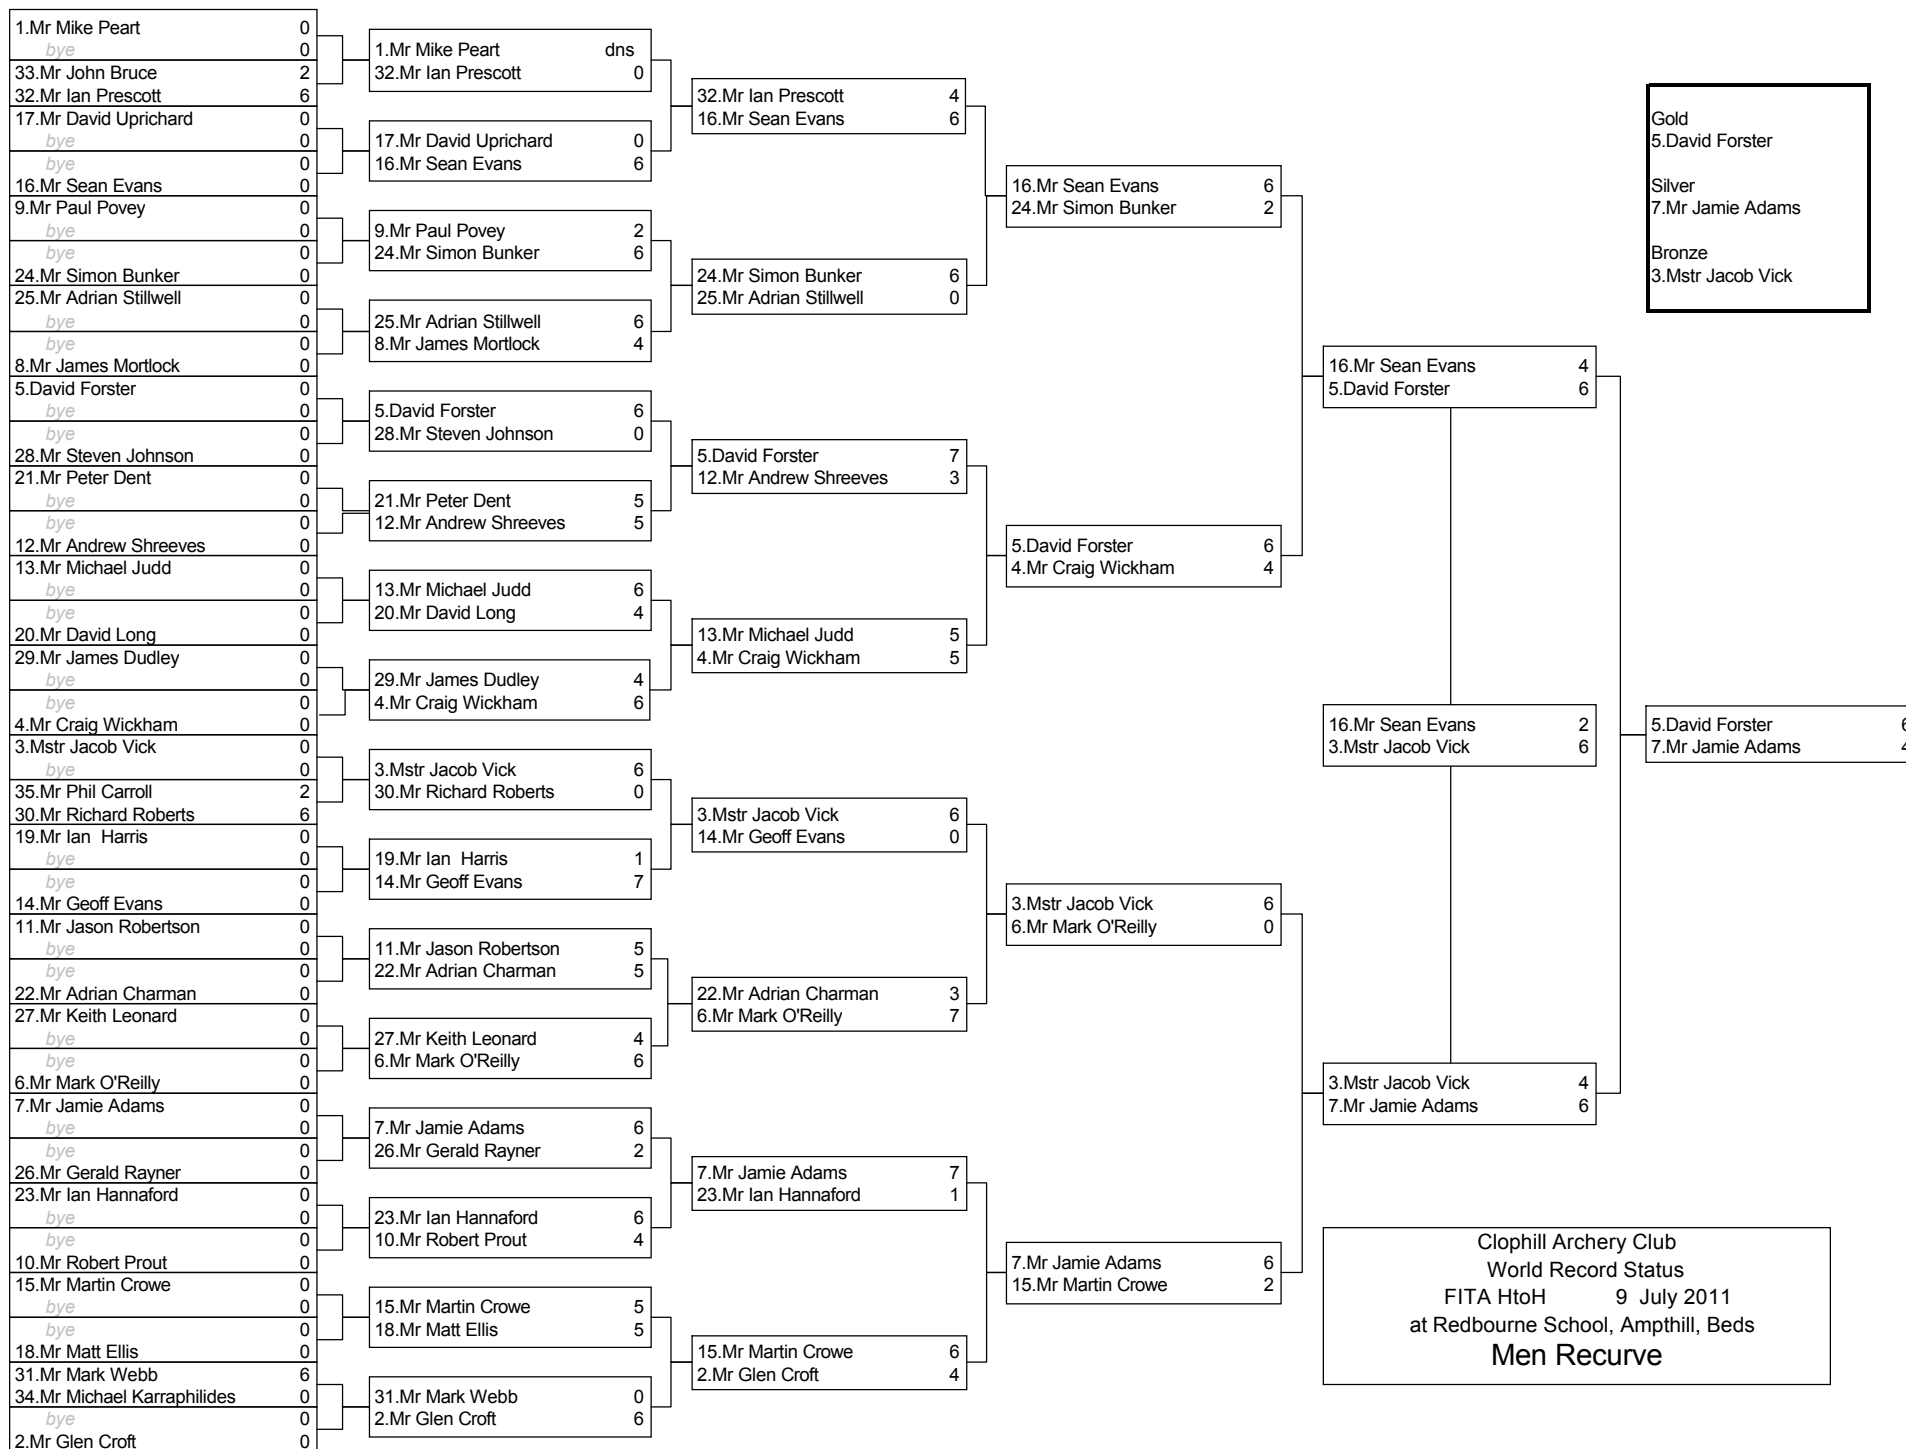 1.Mr Mike Peart 0
bye 0
33.Mr John Bruce 2
32.Mr Ian Prescott 6
17.Mr David Uprichard 0
bye 0
bye 0
16.Mr Sean Evans 0
9.Mr Paul Povey 0
bye 0
bye 0
24.Mr Simon Bunker 0
25.Mr Adrian Stillwell 0
bye 0
bye 0
8.Mr James Mortlock 0
5.David Forster 0
bye 0
bye 0
28.Mr Steven Johnson 0
21.Mr Peter Dent 0
bye 0
bye 0
12.Mr Andrew Shreeves 0
13.Mr Michael Judd 0
bye 0
bye 0
20.Mr David Long 0
29.Mr James Dudley 0
bye 0
bye 0
4.Mr Craig Wickham 0
3.Mstr Jacob Vick 0
bye 0
35.Mr Phil Carroll 2
30.Mr Richard Roberts 6
19.Mr Ian  Harris 0
bye 0
bye 0
14.Mr Geoff Evans 0
11.Mr Jason Robertson 0
bye 0
bye 0
22.Mr Adrian Charman 0
27.Mr Keith Leonard 0
bye 0
bye 0
6.Mr Mark O'Reilly 0
7.Mr Jamie Adams 0
bye 0
bye 0
26.Mr Gerald Rayner 0
23.Mr Ian Hannaford 0
bye 0
bye 0
10.Mr Robert Prout 0
15.Mr Martin Crowe 0
bye 0
bye 0
18.Mr Matt Ellis 0
31.Mr Mark Webb 6
34.Mr Michael Karraphilides 0
bye 0
2.Mr Glen Croft 0
1.Mr Mike Peart dns
32.Mr Ian Prescott 0
17.Mr David Uprichard 0
16.Mr Sean Evans 6
9.Mr Paul Povey 2
24.Mr Simon Bunker 6
25.Mr Adrian Stillwell 6
8.Mr James Mortlock 4
5.David Forster 6
28.Mr Steven Johnson 0
21.Mr Peter Dent 5
12.Mr Andrew Shreeves 5
13.Mr Michael Judd 6
20.Mr David Long 4
29.Mr James Dudley 4
4.Mr Craig Wickham 6
3.Mstr Jacob Vick 6
30.Mr Richard Roberts 0
19.Mr Ian  Harris 1
14.Mr Geoff Evans 7
11.Mr Jason Robertson 5
22.Mr Adrian Charman 5
27.Mr Keith Leonard 4
6.Mr Mark O'Reilly 6
7.Mr Jamie Adams 6
26.Mr Gerald Rayner 2
23.Mr Ian Hannaford 6
10.Mr Robert Prout 4
15.Mr Martin Crowe 5
18.Mr Matt Ellis 5
31.Mr Mark Webb 0
2.Mr Glen Croft 6
32.Mr Ian Prescott 4
16.Mr Sean Evans 6
24.Mr Simon Bunker 6
25.Mr Adrian Stillwell 0
5.David Forster 7
12.Mr Andrew Shreeves 3
13.Mr Michael Judd 5
4.Mr Craig Wickham 5
3.Mstr Jacob Vick 6
14.Mr Geoff Evans 0
22.Mr Adrian Charman 3
6.Mr Mark O'Reilly 7
7.Mr Jamie Adams 7
23.Mr Ian Hannaford 1
15.Mr Martin Crowe 6
2.Mr Glen Croft 4
16.Mr Sean Evans 6
24.Mr Simon Bunker 2
5.David Forster 6
4.Mr Craig Wickham 4
3.Mstr Jacob Vick 6
6.Mr Mark O'Reilly 0
7.Mr Jamie Adams 6
15.Mr Martin Crowe 2
16.Mr Sean Evans 4
5.David Forster 6
16.Mr Sean Evans 2
3.Mstr Jacob Vick 6
3.Mstr Jacob Vick 4
7.Mr Jamie Adams 6
5.David Forster 6
7.Mr Jamie Adams 4
Gold
5.David Forster
Silver
7.Mr Jamie Adams
Bronze
3.Mstr Jacob Vick
Clophill Archery Club
World Record Status
FITA HtoH 9 July 2011
at Redbourne School, Ampthill, Beds
Men Recurve